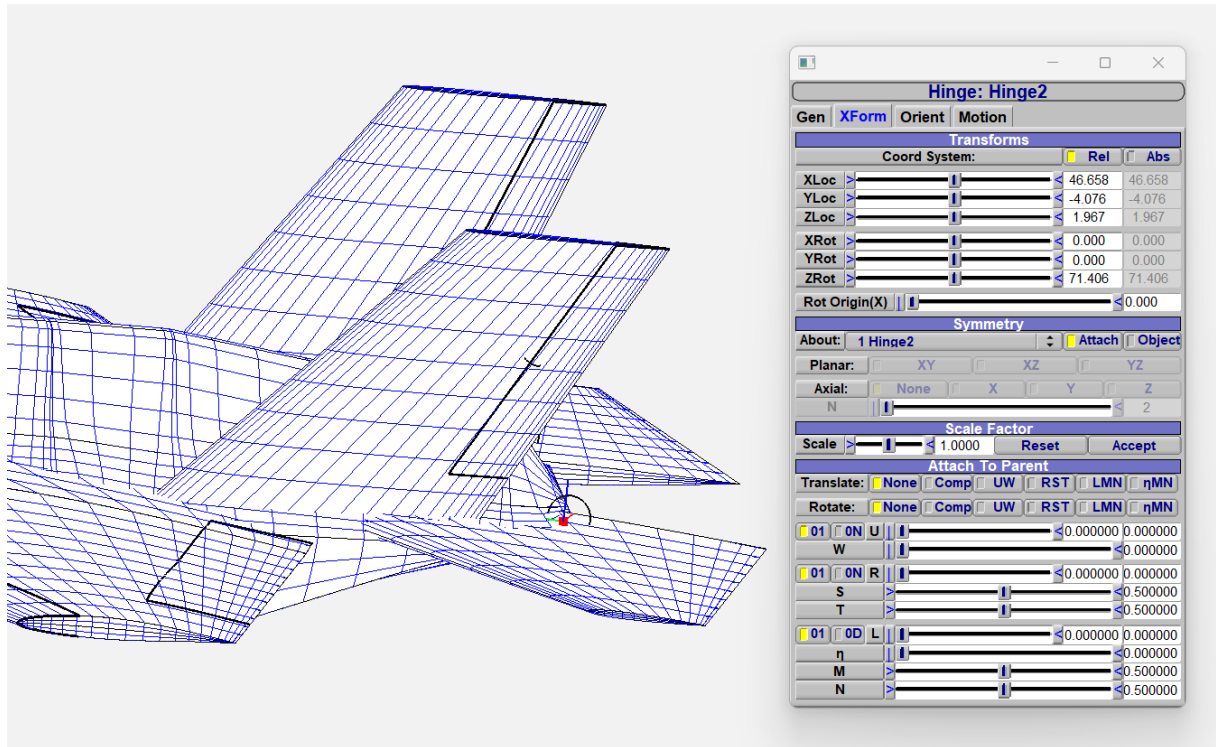 Hinge: Hinge2
Gen XForm Orient Motion
Transforms
Coord System: Rel Abs
XLoc > < 46.658 46.658
YLoc > < -4.076 -4.076
ZLoc > < 1.967 1.967
XRot > < 0.000 0.000
YRot > < 0.000 0.000
ZRot > < 71.406 71.406
Rot Origin(X) | < 0.000
Symmetry
About: 1 Hinge2 Attach Object
Planar: XY XZ YZ
Axial: None X Y Z
N | < 2
Scale Factor
Scale > < 1.0000 Reset Accept
Attach To Parent
Translate: None Comp UW RST LMN ηMN
Rotate: None Comp UW RST LMN ηMN
01 0N U | < 0.000000 0.000000
W | < 0.000000
01 0N R | < 0.000000 0.000000
S > < 0.500000
T > < 0.500000
01 0D L | < 0.000000 0.000000
η | < 0.000000
M > < 0.500000
N > < 0.500000